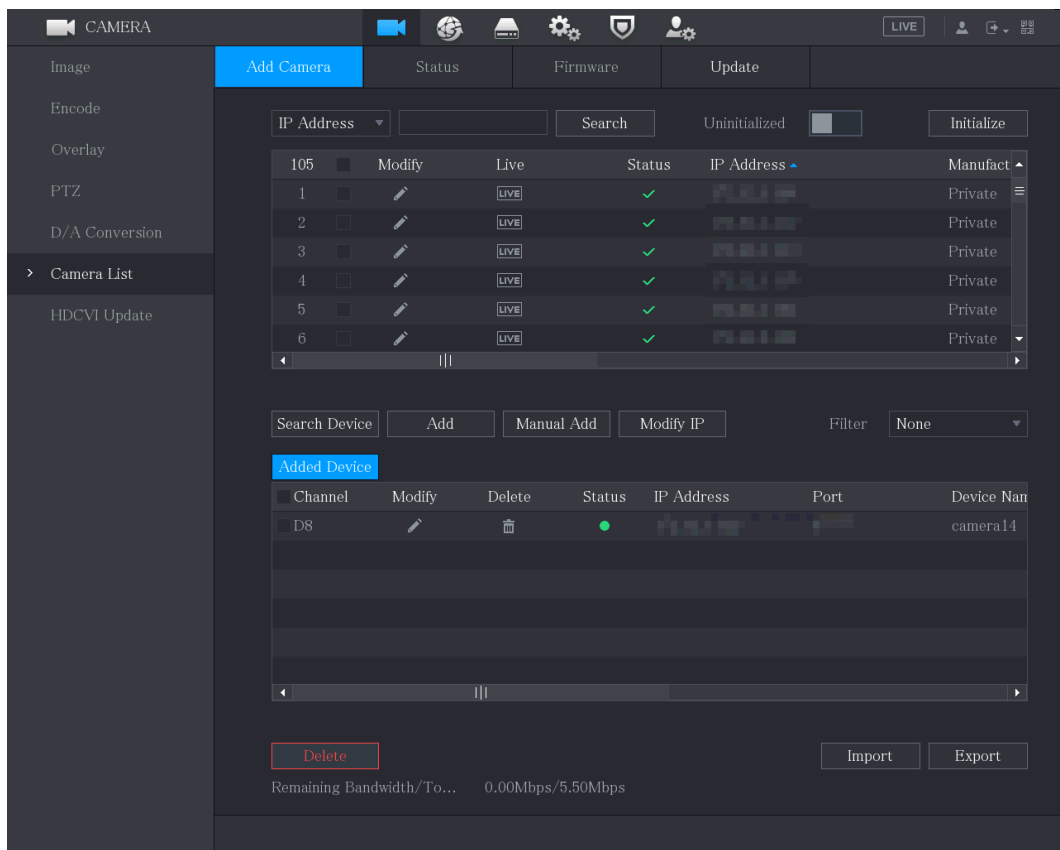 CAMERA LIVE
Image
Encode
Overlay
PTZ
D/A Conversion
Camera List
HDCVI Update
Add Camera Status Firmware Update
IP Address Search Uninitialized Initialize
105 Modify Live Status IP Address Manufact
1 LIVE Private
2 LIVE Private
3 LIVE Private
4 LIVE Private
5 LIVE Private
6 LIVE Private
Search Device Add Manual Add Modify IP Filter None
Added Device
Channel Modify Delete Status IP Address Port Device Nam
D8 camera14
Delete Import Export
Remaining Bandwidth/To... 0.00Mbps/5.50Mbps